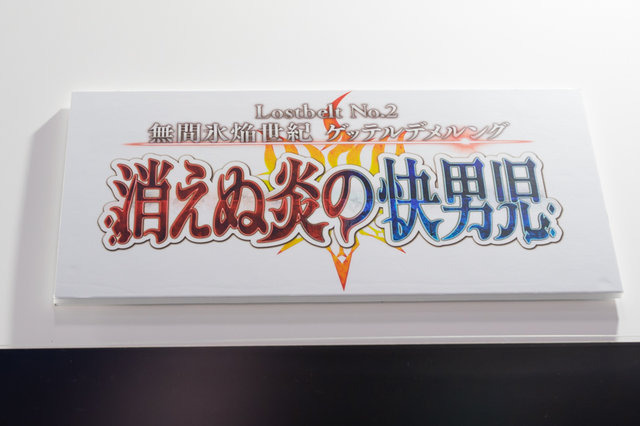 Lostbelt No.2
無間氷焔世紀 ゲッテルデメルング
消えぬ炎の快男児